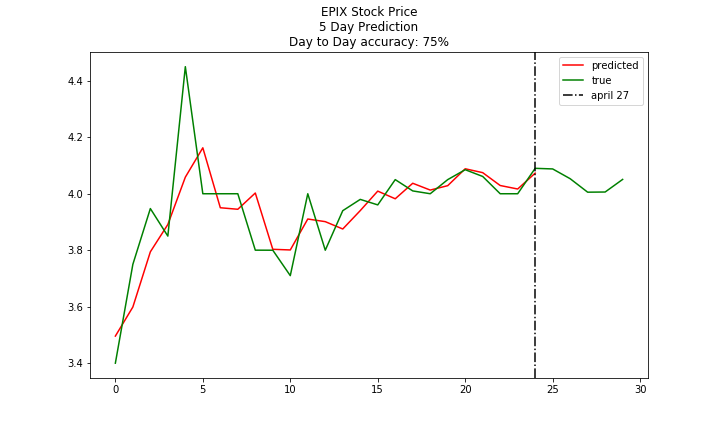 EPIX Stock Price
5 Day Prediction
Day to Day accuracy: 75%
predicted
true
april 27
4.4
4.2
4.0
3.8
3.6
3.4
0 5 10 15 20 25 30